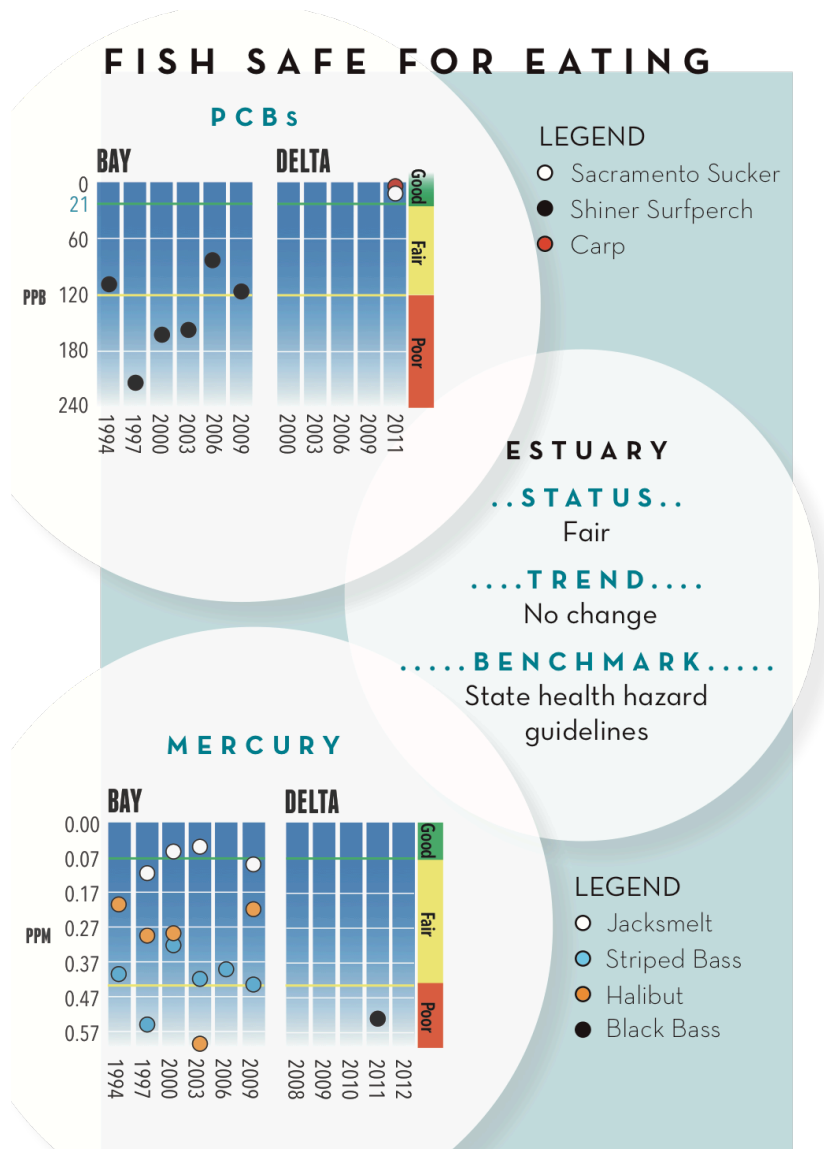 FISH SAFE FOR EATING
PCBs
BAY
DELTA
LEGEND
Sacramento Sucker
Shiner Surfperch
Carp
PPB
0
21
60
120
180
240
Good
Fair
Poor
1994
1997
2000
2003
2006
2009
2000
2003
2006
2009
2011
ESTUARY
..STATUS..
Fair
....TREND....
No change
.....BENCHMARK.....
State health hazard
guidelines
MERCURY
BAY
DELTA
PPM
0.00
0.07
0.17
0.27
0.37
0.47
0.57
Good
Fair
Poor
1994
1997
2000
2003
2006
2009
2008
2009
2010
2011
2012
LEGEND
Jacksmelt
Striped Bass
Halibut
Black Bass